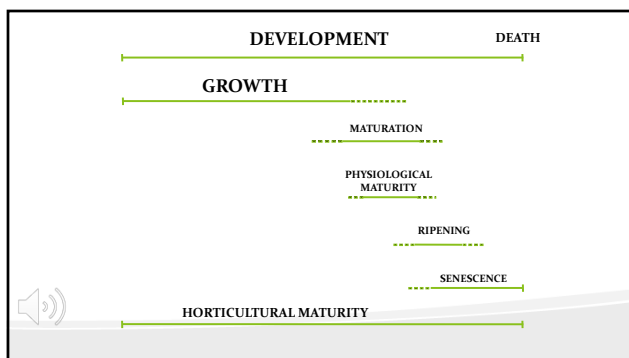 DEVELOPMENT DEATH
GROWTH
MATURATION
PHYSIOLOGICAL
MATURITY
RIPENING
SENESCENCE
HORTICULTURAL MATURITY